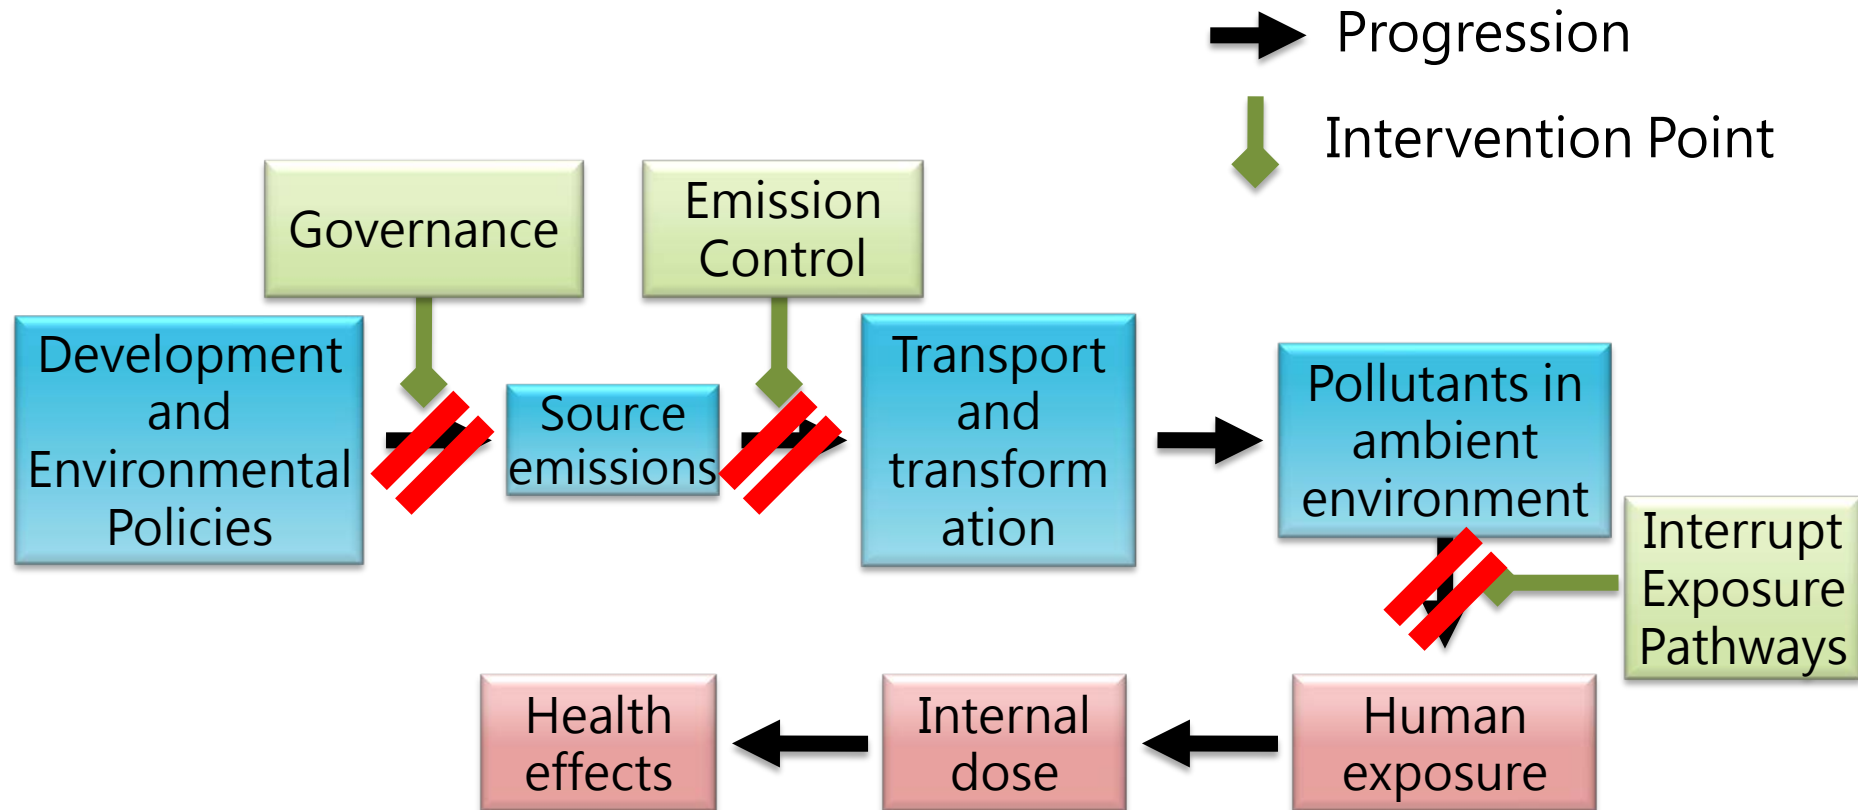 Progression
Intervention Point
Governance
Emission
Control
Development
and
Environmental
Policies
Source
emissions
Transport
and
transform
ation
Pollutants in
ambient
environment
Interrupt
Exposure
Pathways
Health
effects
Internal
dose
Human
exposure